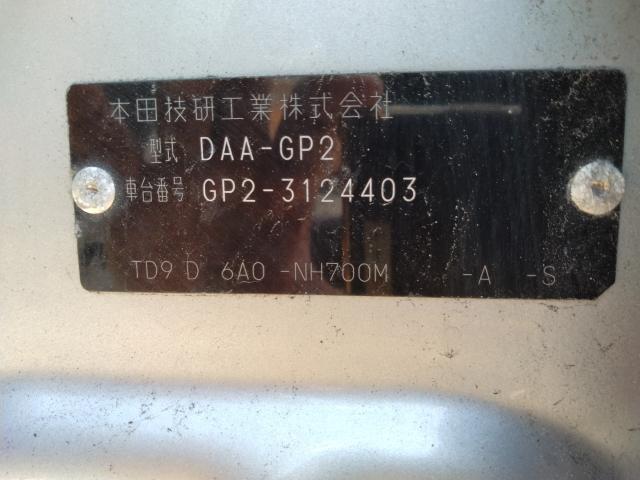 本田技研工業株式会社
型式 DAA-GP2
車台番号 GP2-3124403
TD9 D 6A0 -NH700M -A -S